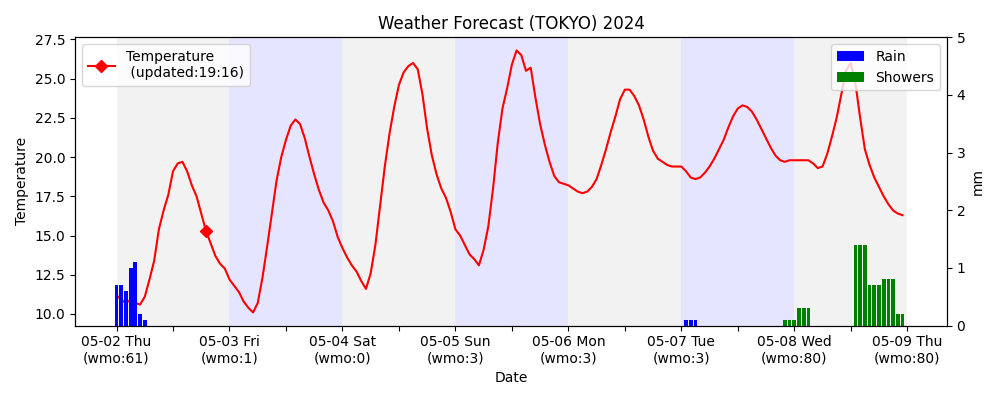 Weather Forecast (TOKYO) 2024
Temperature
(updated:19:16)
Rain
Showers
27.5
25.0
22.5
20.0
17.5
15.0
12.5
10.0
Temperature
5
4
3
2
1
0
mm
05-02 Thu
(wmo:61)
05-03 Fri
(wmo:1)
05-04 Sat
(wmo:0)
05-05 Sun
(wmo:3)
05-06 Mon
(wmo:3)
05-07 Tue
(wmo:3)
05-08 Wed
(wmo:80)
05-09 Thu
(wmo:80)
Date